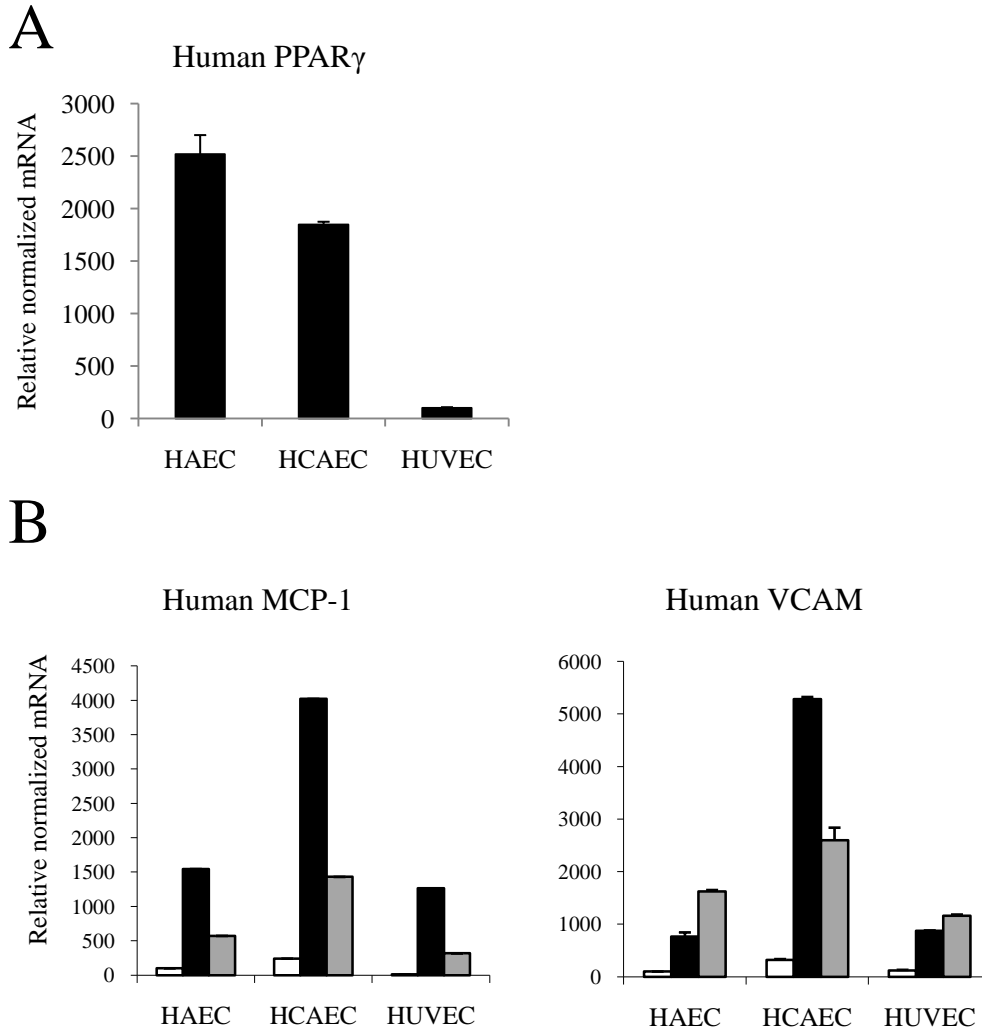 A
Human PPARγ
Relative normalized mRNA
3000
2500
2000
1500
1000
500
0
HAEC HCAEC HUVEC
B
Human MCP-1
Relative normalized mRNA
4500
4000
3500
3000
2500
2000
1500
1000
500
0
HAEC HCAEC HUVEC
Human VCAM
6000
5000
4000
3000
2000
1000
0
HAEC HCAEC HUVEC